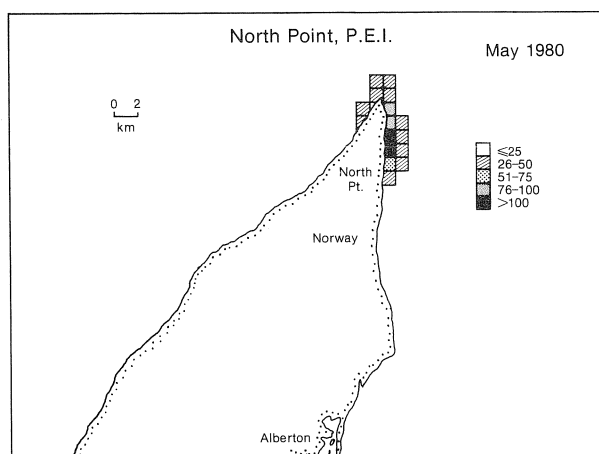 North Point, P.E.I.
May 1980
0 2
km
⩽25
26-50
51-75
76-100
>100
North
Pt.
Norway
Alberton